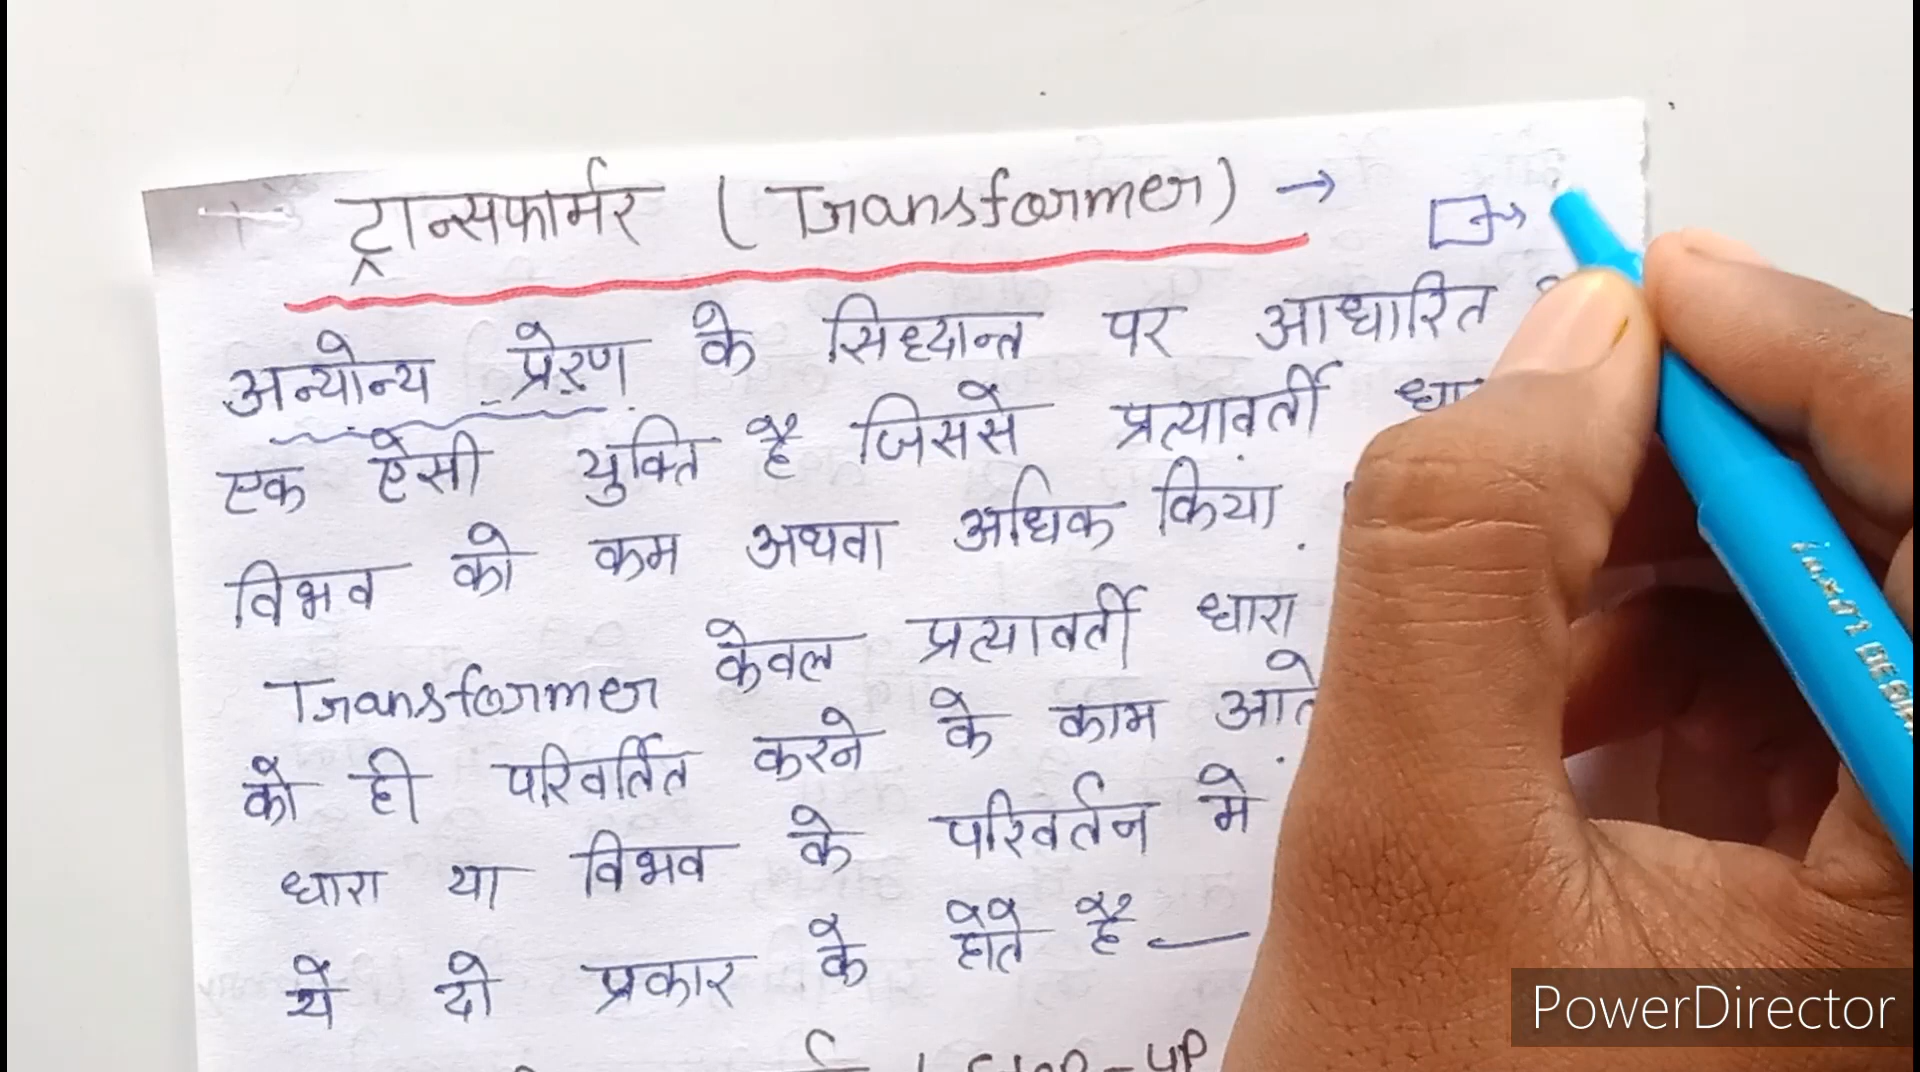 ट्रान्सफार्मर (Transformer) →
अन्योन्य प्रेरण के सिध्दान्त पर आधारित
एक ऐसी युक्ति है जिससे प्रत्यावर्ती
विभव को कम अथवा अधिक किया
Transformer केवल प्रत्यावर्ती धारा
को ही परिवर्तित करने के काम आते
धारा या विभव के परिवर्तन मे
ये दो प्रकार के होते है —
PowerDirector